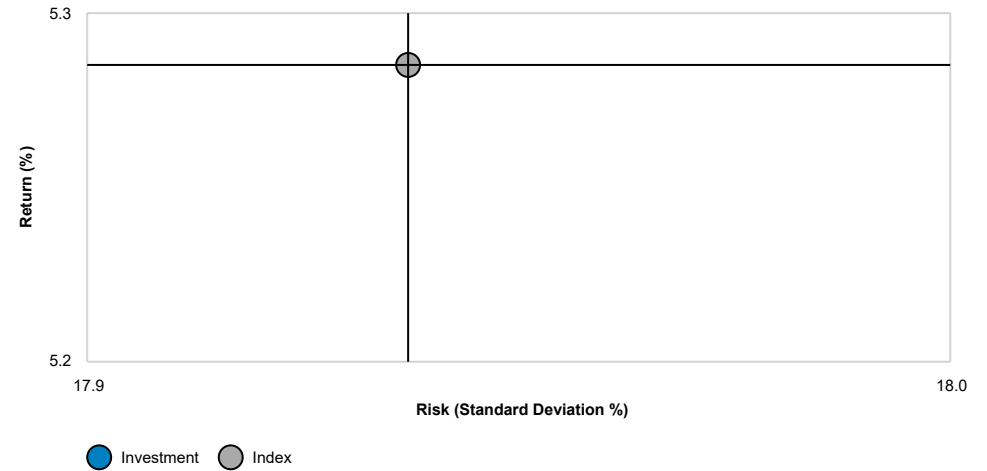 5.3
Return (%)
5.2
17.9
18.0
Risk (Standard Deviation %)
Investment
Index